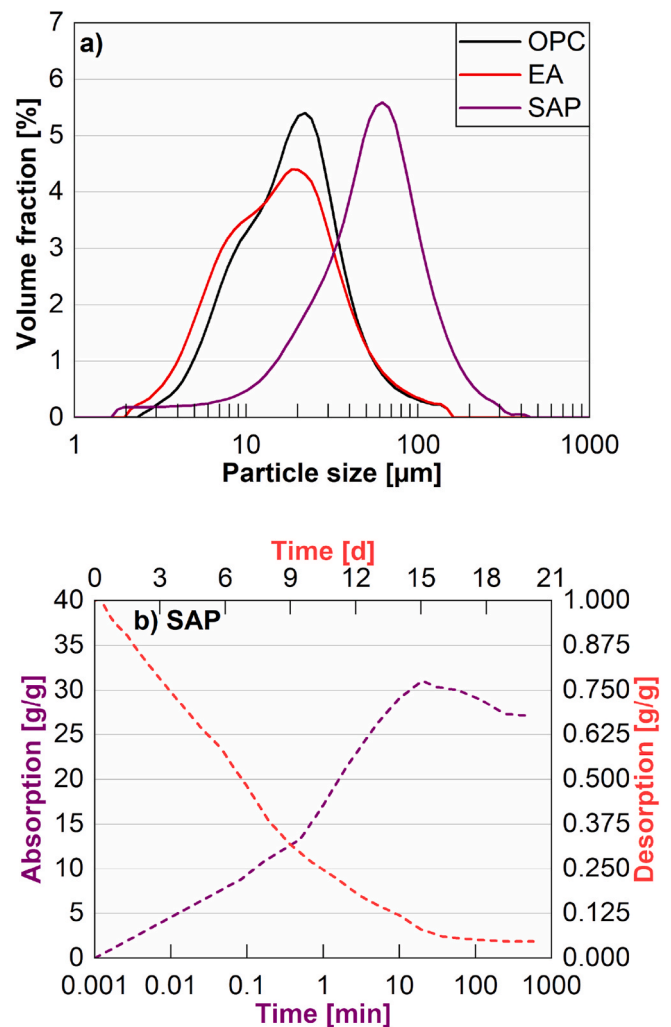 a)
OPC
EA
SAP
Volume fraction [%]
7
6
5
4
3
2
1
0
1 10 100 1000
Particle size [µm]
Time [d]
0 3 6 9 12 15 18 21
b) SAP
Absorption [g/g]
40
35
30
25
20
15
10
5
0
1.000
0.875
0.750
0.625
0.500
0.375
0.250
0.125
0.000
Desorption [g/g]
0.001 0.01 0.1 1 10 100 1000
Time [min]